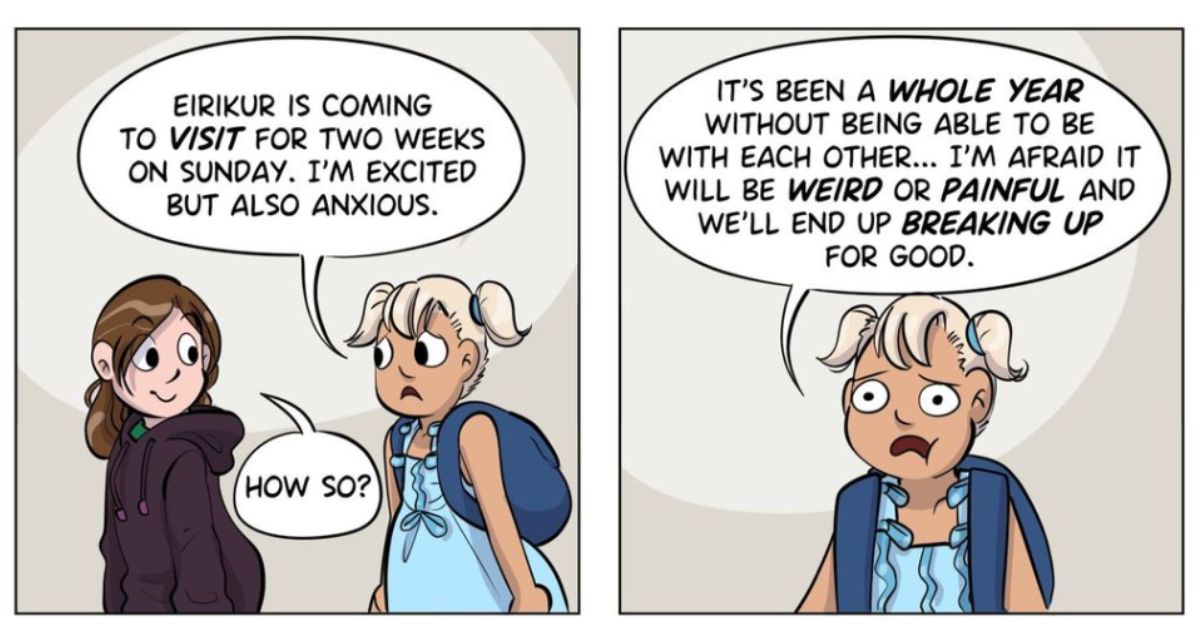 EIRIKUR IS COMING
TO VISIT FOR TWO WEEKS
ON SUNDAY. I'M EXCITED
BUT ALSO ANXIOUS.
HOW SO?
IT'S BEEN A WHOLE YEAR
WITHOUT BEING ABLE TO BE
WITH EACH OTHER... I'M AFRAID IT
WILL BE WEIRD OR PAINFUL AND
WE'LL END UP BREAKING UP
FOR GOOD.